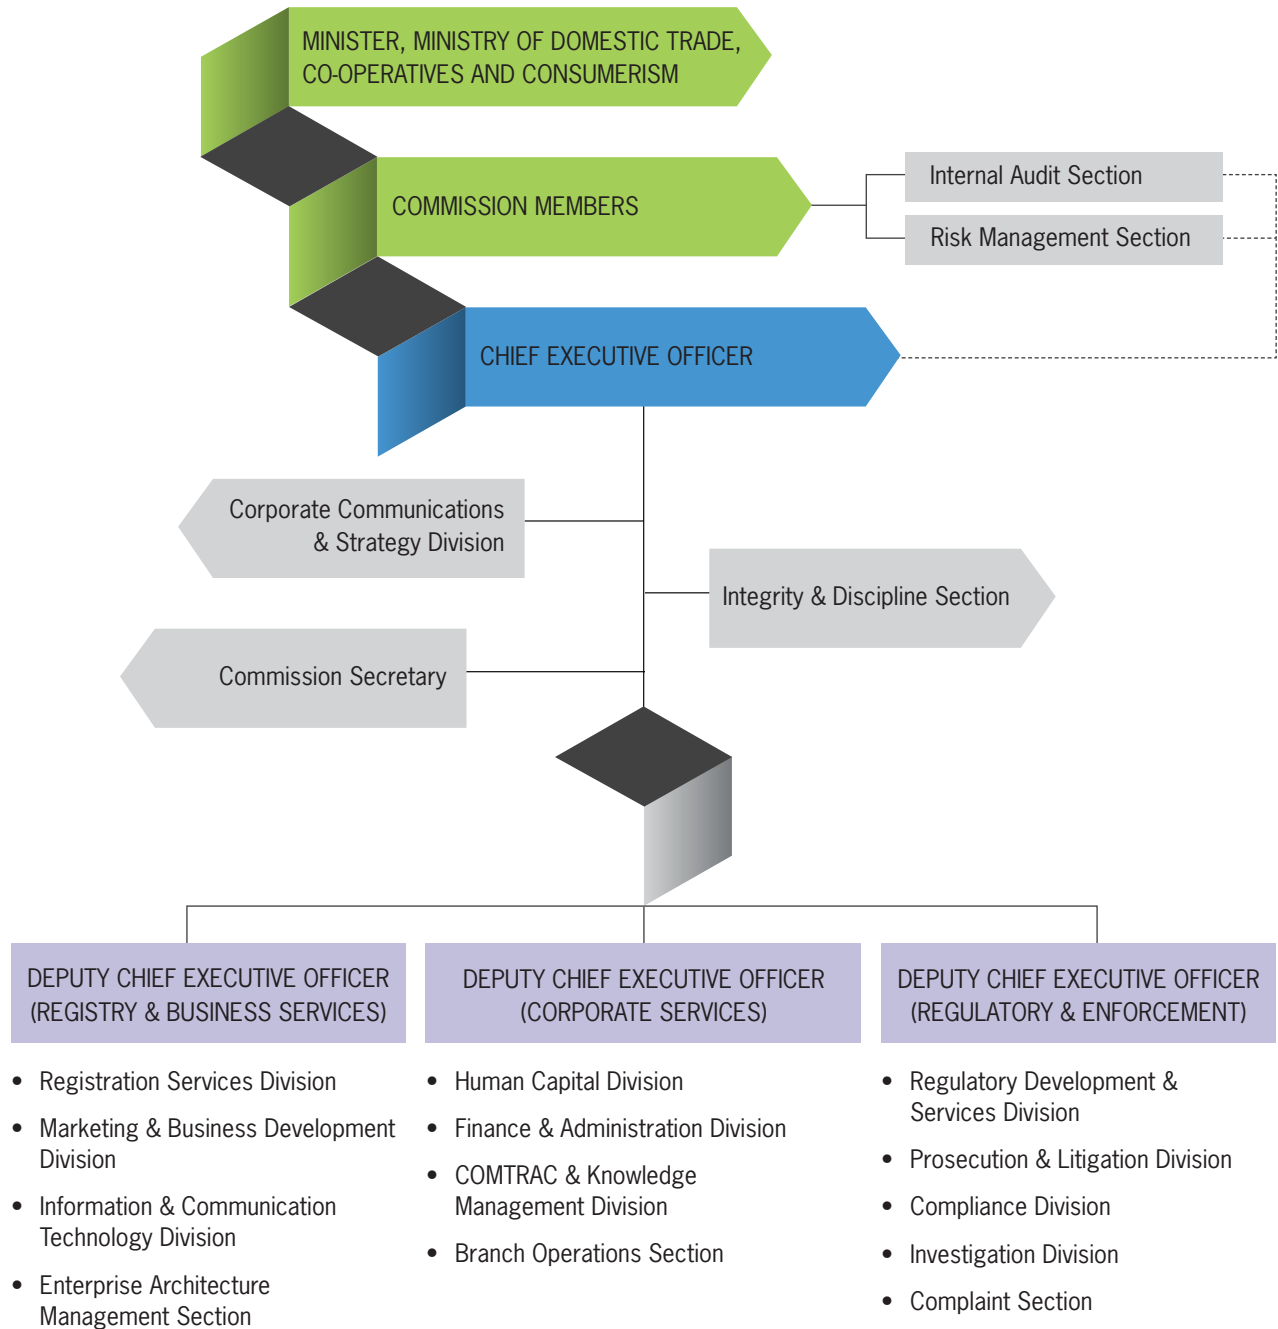 MINISTER, MINISTRY OF DOMESTIC TRADE,
CO-OPERATIVES AND CONSUMERISM
COMMISSION MEMBERS
Internal Audit Section
Risk Management Section
CHIEF EXECUTIVE OFFICER
Corporate Communications
& Strategy Division
Integrity & Discipline Section
Commission Secretary
DEPUTY CHIEF EXECUTIVE OFFICER
(REGISTRY & BUSINESS SERVICES)
• Registration Services Division
• Marketing & Business Development
Division
• Information & Communication
Technology Division
• Enterprise Architecture
Management Section
DEPUTY CHIEF EXECUTIVE OFFICER
(CORPORATE SERVICES)
• Human Capital Division
• Finance & Administration Division
• COMTRAC & Knowledge
Management Division
• Branch Operations Section
DEPUTY CHIEF EXECUTIVE OFFICER
(REGULATORY & ENFORCEMENT)
• Regulatory Development &
Services Division
• Prosecution & Litigation Division
• Compliance Division
• Investigation Division
• Complaint Section